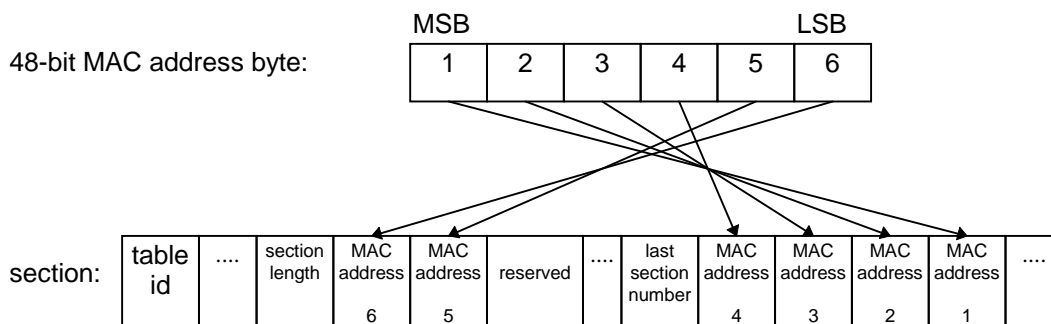 MSB LSB
48-bit MAC address byte: 1 2 3 4 5 6
section:
table id
....
section length
MAC address 6
MAC address 5
reserved
....
last section number
MAC address 4
MAC address 3
MAC address 2
MAC address 1
....